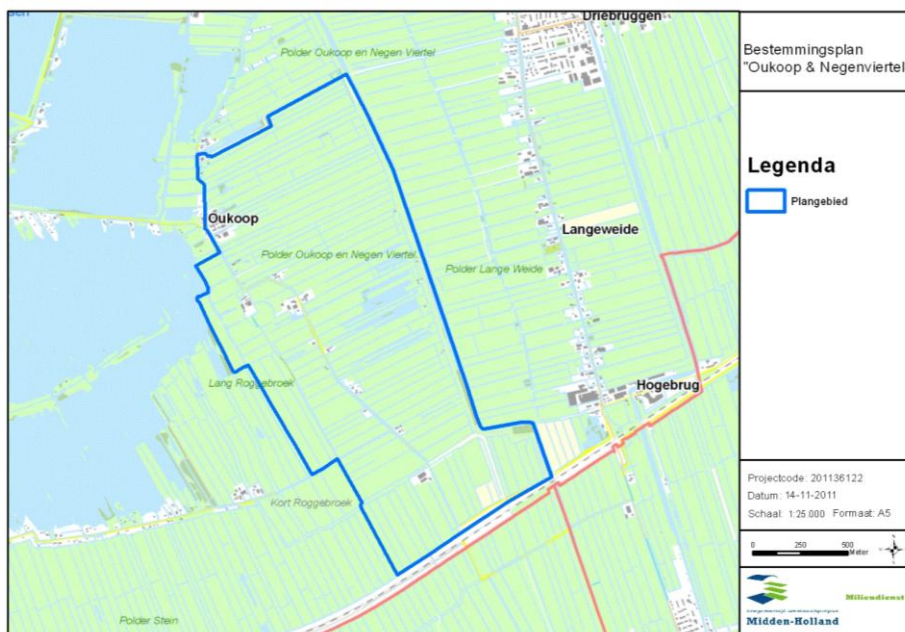 Driebruggen
Polder Oukoop en Negen Viertel
Oukoop
Langeweide
Polder Oukoop en Negen Viertel
Polder Lange Weide
Lang Roggebroek
Hogebrug
Kort Roggebroek
Polder Stein
Bestemmingsplan
"Oukoop & Negenviertel
Legenda
Plangebied
Projectcode: 201136122
Datum: 14-11-2011
Schaal: 1:25.000 Formaat: A5
0 250 500
Meter
Milieudienst
Midden-Holland